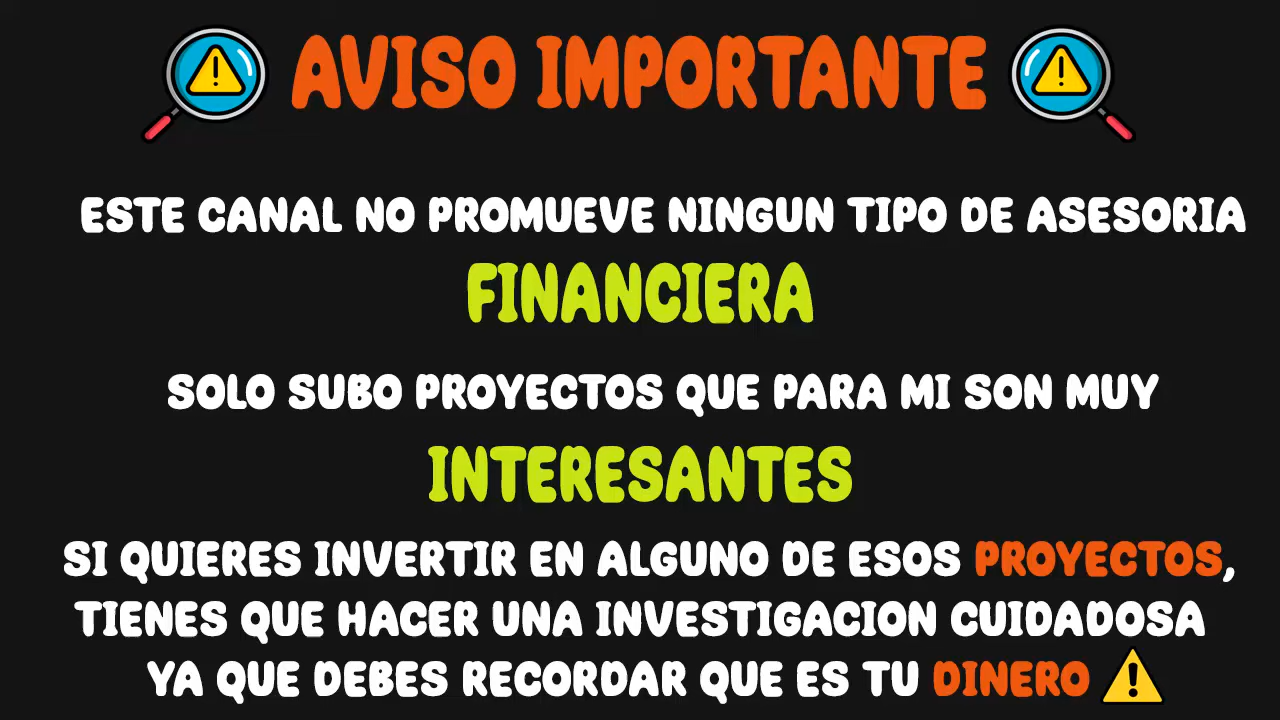 AVISO IMPORTANTE
ESTE CANAL NO PROMUEVE NINGUN TIPO DE ASESORIA
FINANCIERA
SOLO SUBO PROYECTOS QUE PARA MI SON MUY
INTERESANTES
SI QUIERES INVERTIR EN ALGUNO DE ESOS PROYECTOS,
TIENES QUE HACER UNA INVESTIGACION CUIDADOSA
YA QUE DEBES RECORDAR QUE ES TU DINERO